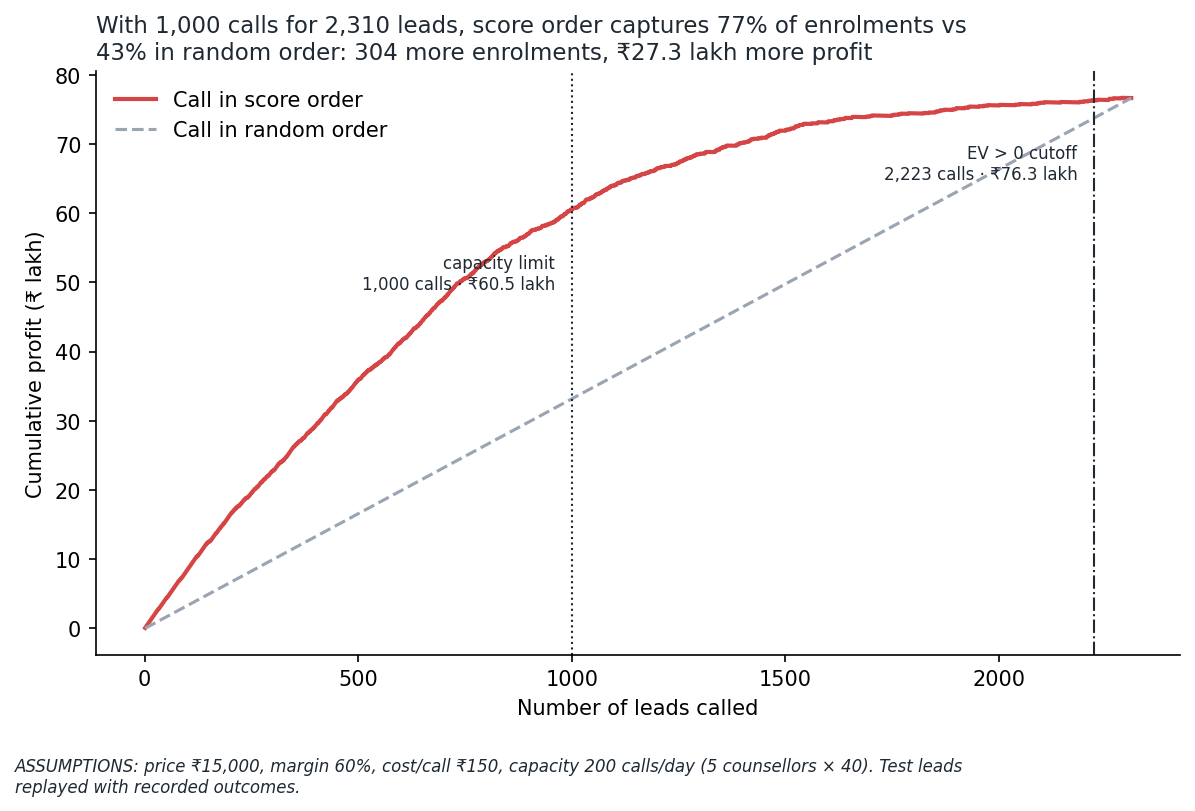 With 1,000 calls for 2,310 leads, score order captures 77% of enrolments vs
43% in random order: 304 more enrolments, ₹27.3 lakh more profit
Call in score order
Call in random order
80
70
60
50
40
30
20
10
0
Cumulative profit (₹ lakh)
EV > 0 cutoff
2,223 calls · ₹76.3 lakh
capacity limit
1,000 calls · ₹60.5 lakh
0
500
1000
1500
2000
Number of leads called
ASSUMPTIONS: price ₹15,000, margin 60%, cost/call ₹150, capacity 200 calls/day (5 counsellors × 40). Test leads
replayed with recorded outcomes.